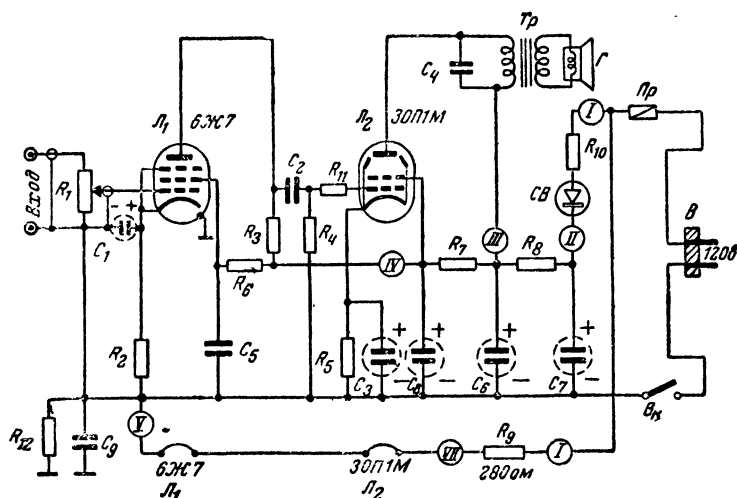 Тр
Г
C4
Пр
I
Л1 6Ж7
Л2 30П1М
R10
СВ
В
120в
Вход
R1
C1
- +
C2
R11
R3
R4
R6
IV
R7
III
R8
II
R2
C5
R5
+
C3
-
+
C8
-
+
C6
-
+
C7
-
Вк
R12
C9
V
6Ж7
Л1
30П1М
Л2
VII
R9
280ом
I